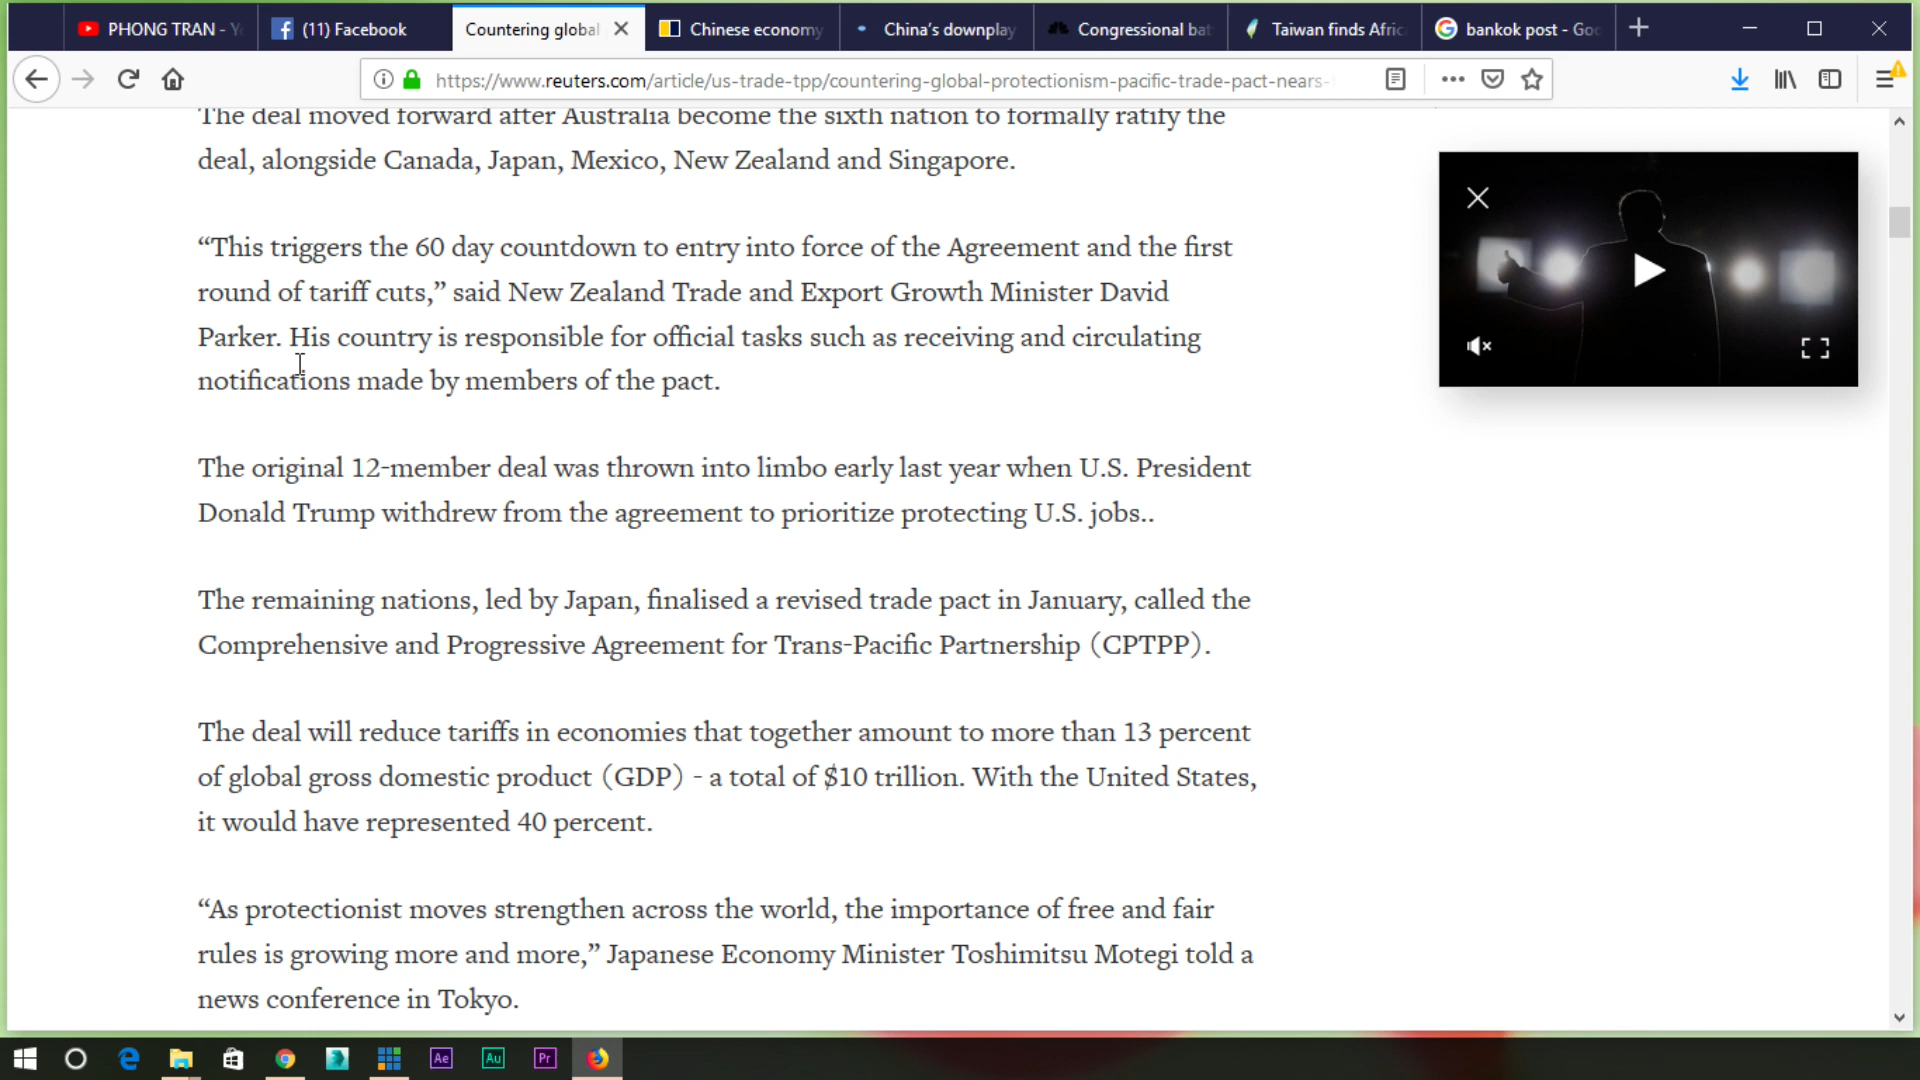 PHONG TRAN - Y
(11) Facebook
Countering global
Chinese economy
China's downplay
Congressional bat
Taiwan finds Afric
bankok post - Goo
https://www.reuters.com/article/us-trade-tpp/countering-global-protectionism-pacific-trade-pact-nears-
The deal moved forward after Australia become the sixth nation to formally ratify the
deal, alongside Canada, Japan, Mexico, New Zealand and Singapore.
“This triggers the 60 day countdown to entry into force of the Agreement and the first
round of tariff cuts,” said New Zealand Trade and Export Growth Minister David
Parker. His country is responsible for official tasks such as receiving and circulating
notifications made by members of the pact.
The original 12-member deal was thrown into limbo early last year when U.S. President
Donald Trump withdrew from the agreement to prioritize protecting U.S. jobs..
The remaining nations, led by Japan, finalised a revised trade pact in January, called the
Comprehensive and Progressive Agreement for Trans-Pacific Partnership (CPTPP).
The deal will reduce tariffs in economies that together amount to more than 13 percent
of global gross domestic product (GDP) - a total of $10 trillion. With the United States,
it would have represented 40 percent.
“As protectionist moves strengthen across the world, the importance of free and fair
rules is growing more and more,” Japanese Economy Minister Toshimitsu Motegi told a
news conference in Tokyo.
Ae
Au
Pr